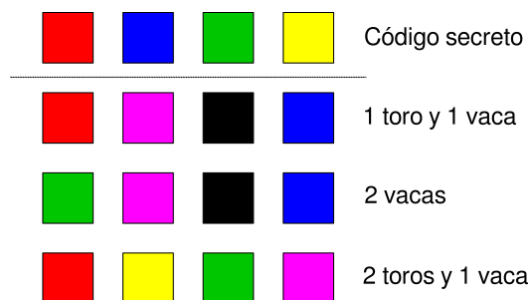 Código secreto
1 toro y 1 vaca
2 vacas
2 toros y 1 vaca